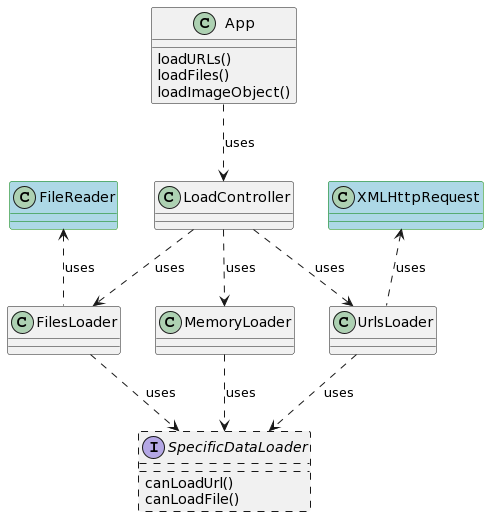 C App
loadURLs()
loadFiles()
loadImageObject()
uses
C FileReader
C LoadController
C XMLHttpRequest
uses
uses
uses
uses
uses
C FilesLoader
C MemoryLoader
C UrlsLoader
uses
uses
uses
I SpecificDataLoader
canLoadUrl()
canLoadFile()